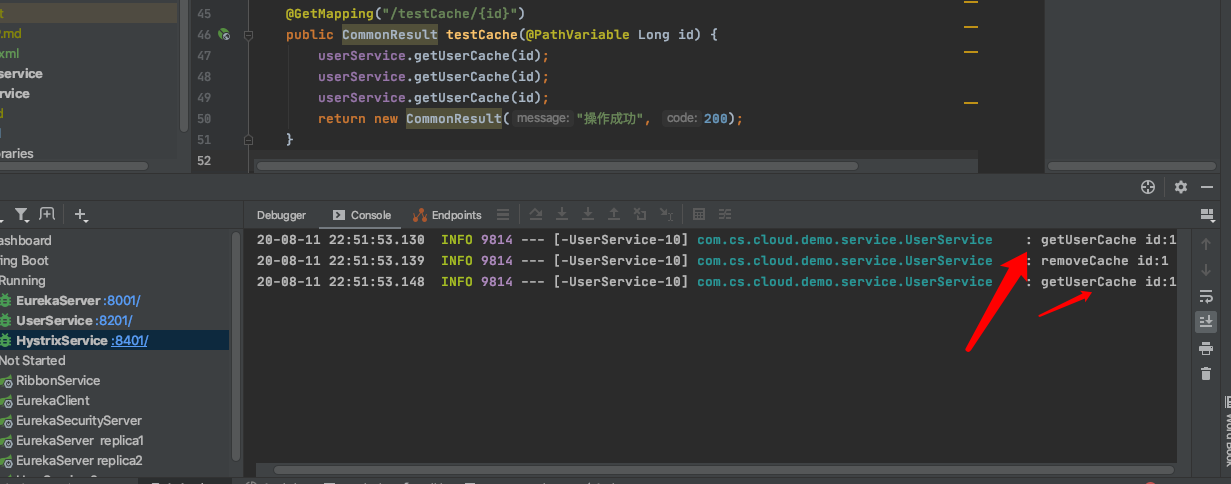 45 @GetMapping("/testCache/{id}")
46 public CommonResult testCache(@PathVariable Long id) {
47 userService.getUserCache(id);
48 userService.getUserCache(id);
49 userService.getUserCache(id);
50 return new CommonResult( message: "操作成功", code: 200);
51 }
52
t
.md
xml
service
rvice
d
l
braries
Debugger Console Endpoints
20-08-11 22:51:53.130 INFO 9814 --- [-UserService-10] com.cs.cloud.demo.service.UserService : getUserCache id:1
20-08-11 22:51:53.139 INFO 9814 --- [-UserService-10] com.cs.cloud.demo.service.UserService : removeCache id:1
20-08-11 22:51:53.148 INFO 9814 --- [-UserService-10] com.cs.cloud.demo.service.UserService : getUserCache id:1
ashboard
ing Boot
Running
EurekaServer :8001/
UserService :8201/
HystrixService :8401/
Not Started
RibbonService
EurekaClient
EurekaSecurityServer
EurekaServer replica1
EurekaServer replica2
Word Book